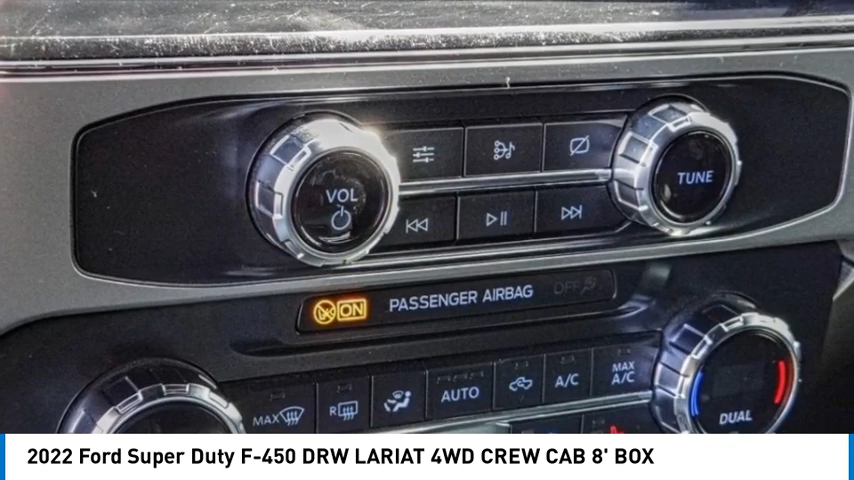 VOL
TUNE
ON PASSENGER AIRBAG OFF
MAX
R
AUTO
A/C
MAX
A/C
DUAL
2022 Ford Super Duty F-450 DRW LARIAT 4WD CREW CAB 8' BOX